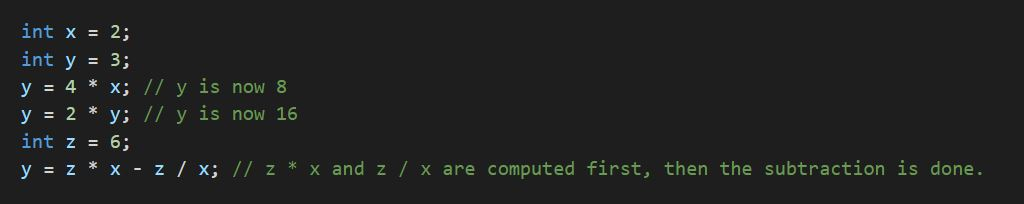 int x = 2;
int y = 3;
y = 4 * x; // y is now 8
y = 2 * y; // y is now 16
int z = 6;
y = z * x - z / x; // z * x and z / x are computed first, then the subtraction is done.